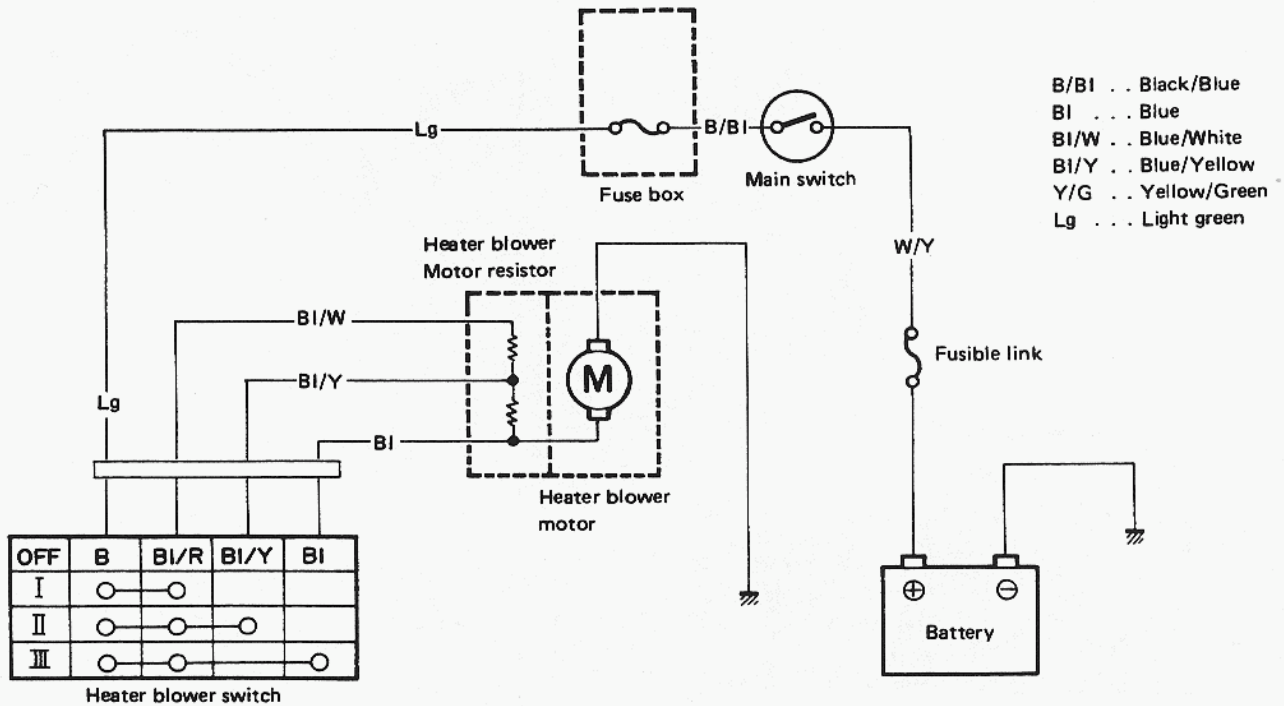 B/Bl . . Black/Blue
Bl . . . Blue
Bl/W . . Blue/White
Bl/Y . . Blue/Yellow
Y/G . . Yellow/Green
Lg . . . Light green
Lg
B/Bl
Main switch
Fuse box
W/Y
Heater blower
Motor resistor
Bl/W
Fusible link
Bl/Y
M
Lg
Bl
Heater blower
motor
OFF B Bl/R Bl/Y Bl
I
II
III
Heater blower switch
+ −
Battery